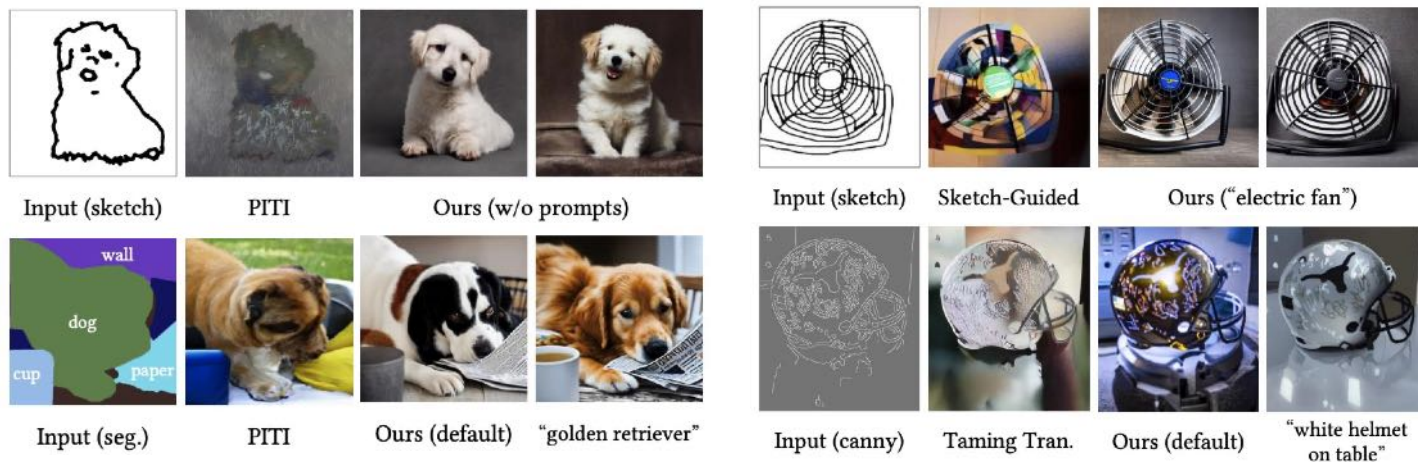 Input (sketch)
PITI
Ours (w/o prompts)
wall
dog
cup
paper
Input (seg.)
PITI
Ours (default)
“golden retriever”
Input (sketch)
Sketch-Guided
Ours (“electric fan”)
Input (canny)
Taming Tran.
Ours (default)
“white helmet
on table”